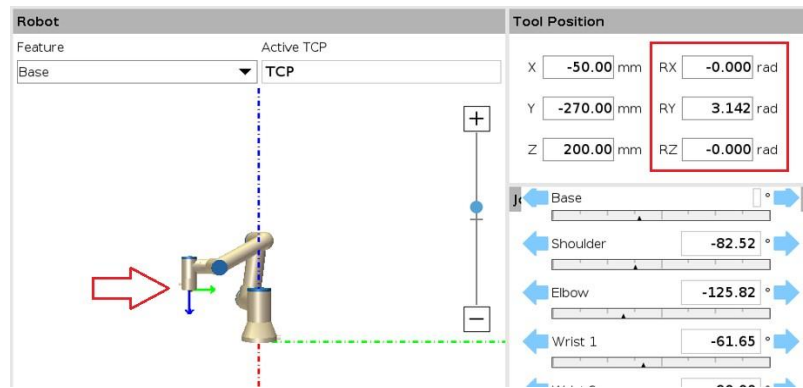 Robot
Feature
Active TCP
Base
TCP
+
−
Tool Position
X -50.00 mm RX -0.000 rad
Y -270.00 mm RY 3.142 rad
Z 200.00 mm RZ -0.000 rad
Base °
Shoulder -82.52 °
Elbow -125.82 °
Wrist 1 -61.65 °